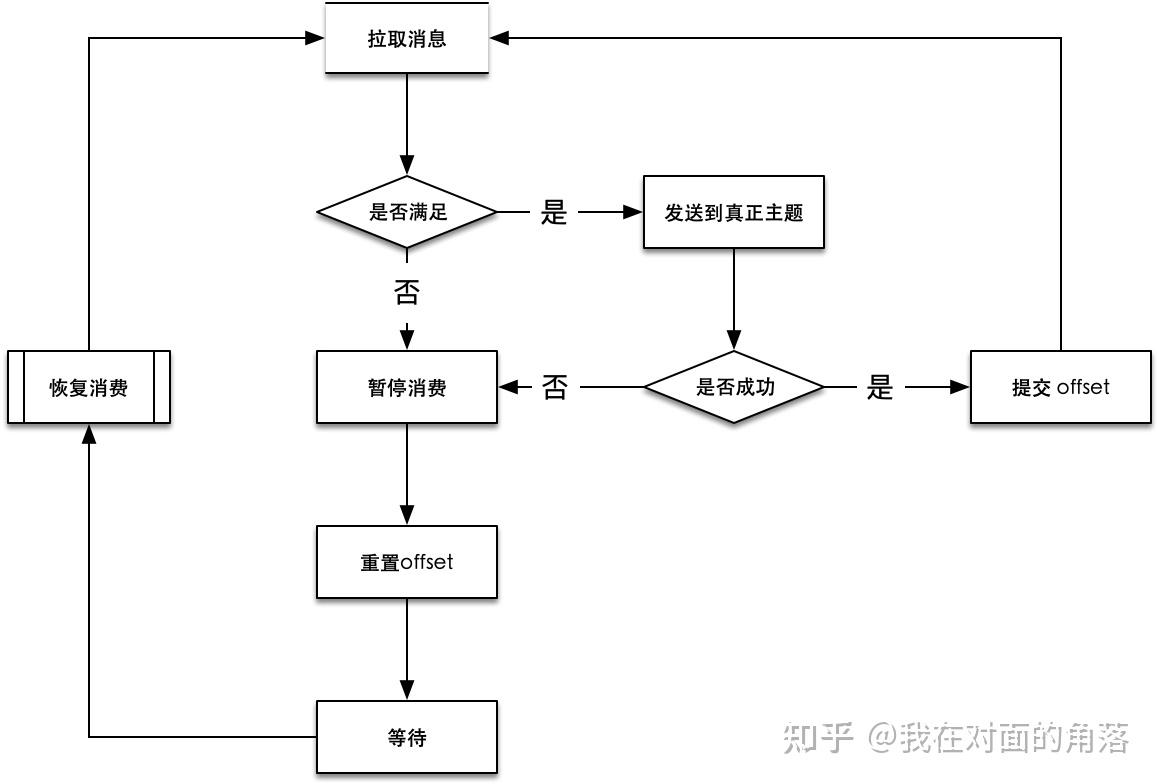 拉取消息
是否满足
是
发送到真正主题
否
恢复消费
暂停消费
否
是否成功
是
提交 offset
重置offset
等待
知乎 @我在对面的角落